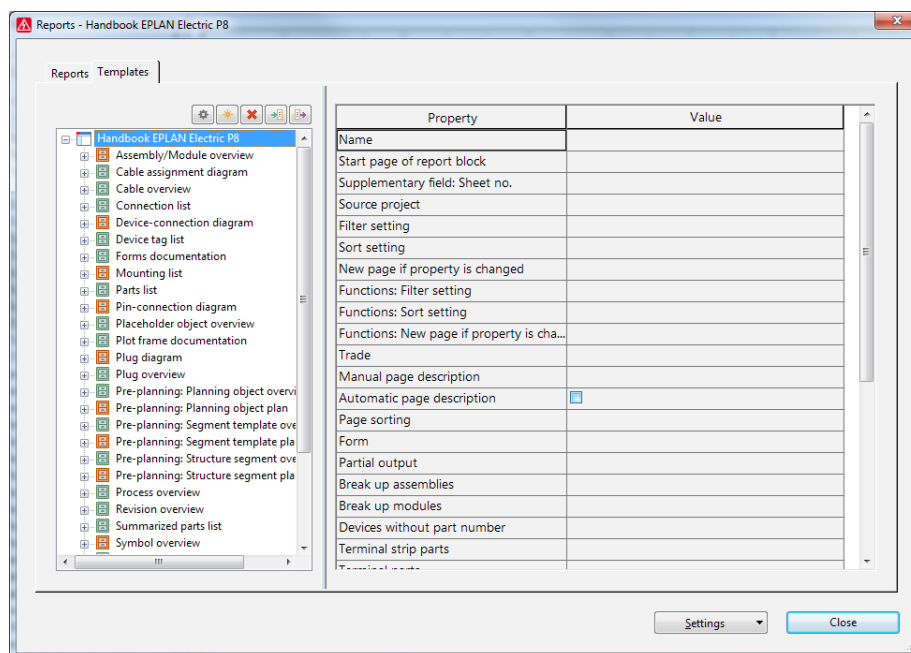 Reports - Handbook EPLAN Electric P8
Reports
Templates
Handbook EPLAN Electric P8
Assembly/Module overview
Cable assignment diagram
Cable overview
Connection list
Device-connection diagram
Device tag list
Forms documentation
Mounting list
Parts list
Pin-connection diagram
Placeholder object overview
Plot frame documentation
Plug diagram
Plug overview
Pre-planning: Planning object overvi
Pre-planning: Planning object plan
Pre-planning: Segment template ove
Pre-planning: Segment template pla
Pre-planning: Structure segment ove
Pre-planning: Structure segment pla
Process overview
Revision overview
Summarized parts list
Symbol overview
Property Value
Name
Start page of report block
Supplementary field: Sheet no.
Source project
Filter setting
Sort setting
New page if property is changed
Functions: Filter setting
Functions: Sort setting
Functions: New page if property is cha...
Trade
Manual page description
Automatic page description
Page sorting
Form
Partial output
Break up assemblies
Break up modules
Devices without part number
Terminal strip parts
Settings
Close